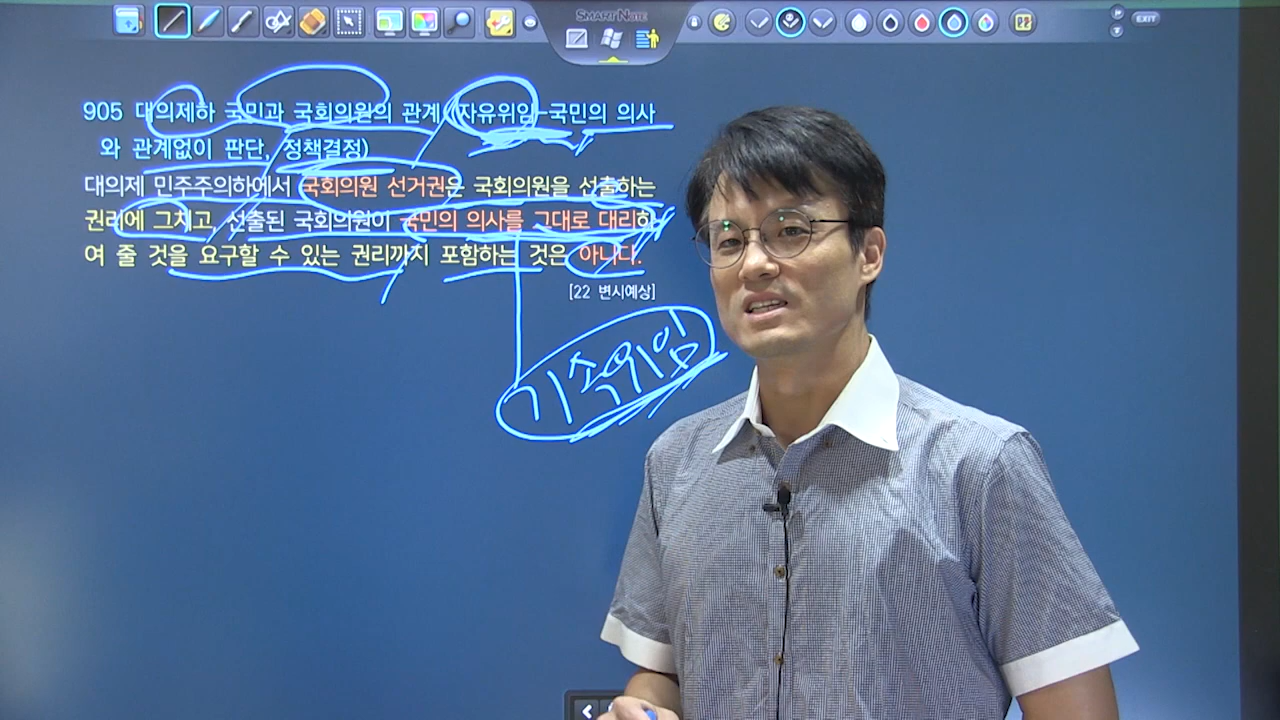 SMARTNOTE
EXIT
905 대의제하 국민과 국회의원의 관계 (자유위임-국민의 의사
와 관계없이 판단, 정책결정)
대의제 민주주의하에서 국회의원 선거권은 국회의원을 선출하는
권리에 그치고, 선출된 국회의원이 국민의 의사를 그대로 대리하
여 줄 것을 요구할 수 있는 권리까지 포함하는 것은 아니다.
[22 변시예상]
기속위임